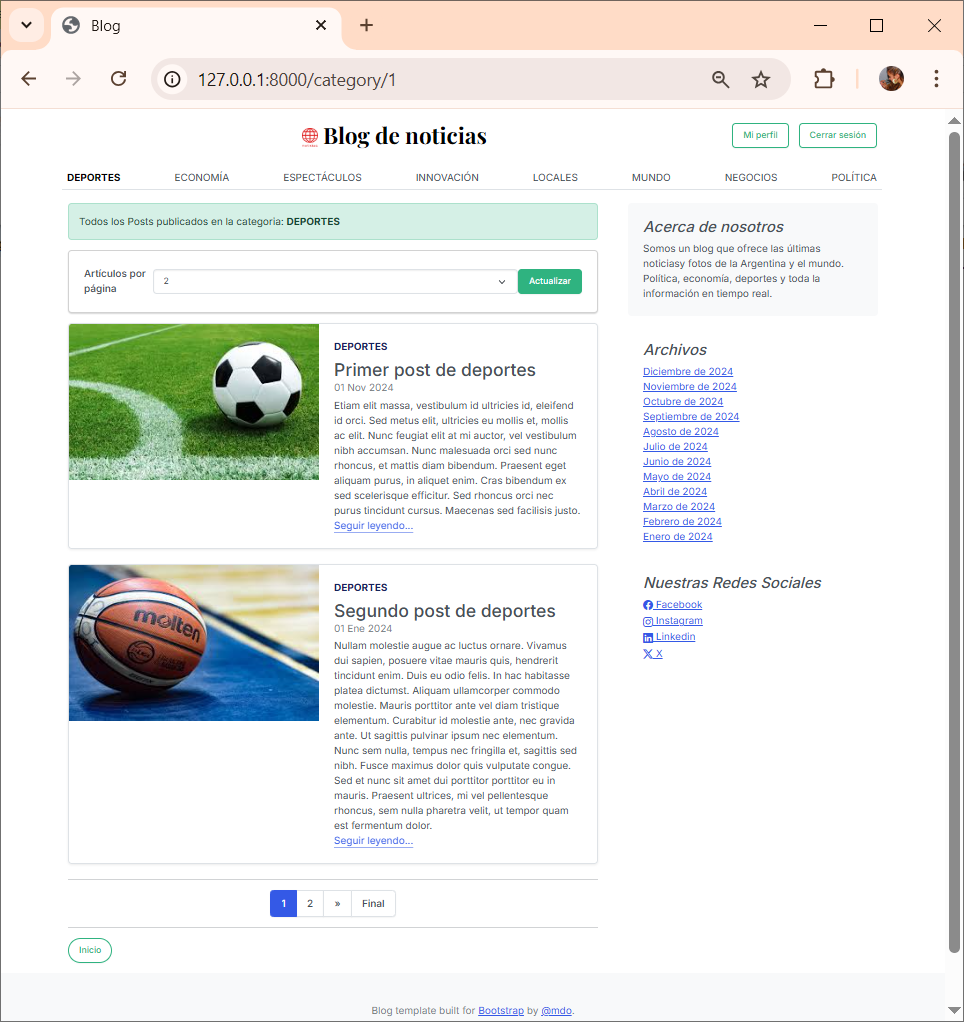 Blog
127.0.0.1:8000/category/1
Blog de noticias
Mi perfil
Cerrar sesión
DEPORTES ECONOMÍA ESPECTÁCULOS INNOVACIÓN LOCALES MUNDO NEGOCIOS POLÍTICA
Todos los Posts publicados en la categoria: DEPORTES
Artículos por
página
2
Actualizar
DEPORTES
Primer post de deportes
01 Nov 2024
Etiam elit massa, vestibulum id ultricies id, eleifend
id orci. Sed metus elit, ultricies eu mollis et, mollis
ac elit. Nunc feugiat elit at mi auctor, vel vestibulum
nibh accumsan. Nunc malesuada orci sed nunc
rhoncus, et mattis diam bibendum. Praesent eget
aliquam purus, in aliquet enim. Cras bibendum ex
sed scelerisque efficitur. Sed rhoncus orci nec
purus tincidunt cursus. Maecenas sed facilisis justo.
Seguir leyendo...
molten
DEPORTES
Segundo post de deportes
01 Ene 2024
Nullam molestie augue ac luctus ornare. Vivamus
dui sapien, posuere vitae mauris quis, hendrerit
tincidunt enim. Duis eu odio felis. In hac habitasse
platea dictumst. Aliquam ullamcorper commodo
molestie. Mauris porttitor ante vel diam tristique
elementum. Curabitur id molestie ante, nec gravida
ante. Ut sagittis pulvinar ipsum nec elementum.
Nunc sem nulla, tempus nec fringilla et, sagittis sed
nibh. Fusce maximus dolor quis vulputate congue.
Sed et nunc sit amet dui porttitor porttitor eu in
mauris. Praesent ultrices, mi vel pellentesque
rhoncus, sem nulla pharetra velit, ut tempor quam
est fermentum dolor.
Seguir leyendo...
1 2 » Final
Inicio
Acerca de nosotros
Somos un blog que ofrece las últimas
noticiasy fotos de la Argentina y el mundo.
Política, economía, deportes y toda la
información en tiempo real.
Archivos
Diciembre de 2024
Noviembre de 2024
Octubre de 2024
Septiembre de 2024
Agosto de 2024
Julio de 2024
Junio de 2024
Mayo de 2024
Abril de 2024
Marzo de 2024
Febrero de 2024
Enero de 2024
Nuestras Redes Sociales
Facebook
Instagram
Linkedin
X
Blog template built for Bootstrap by @mdo.